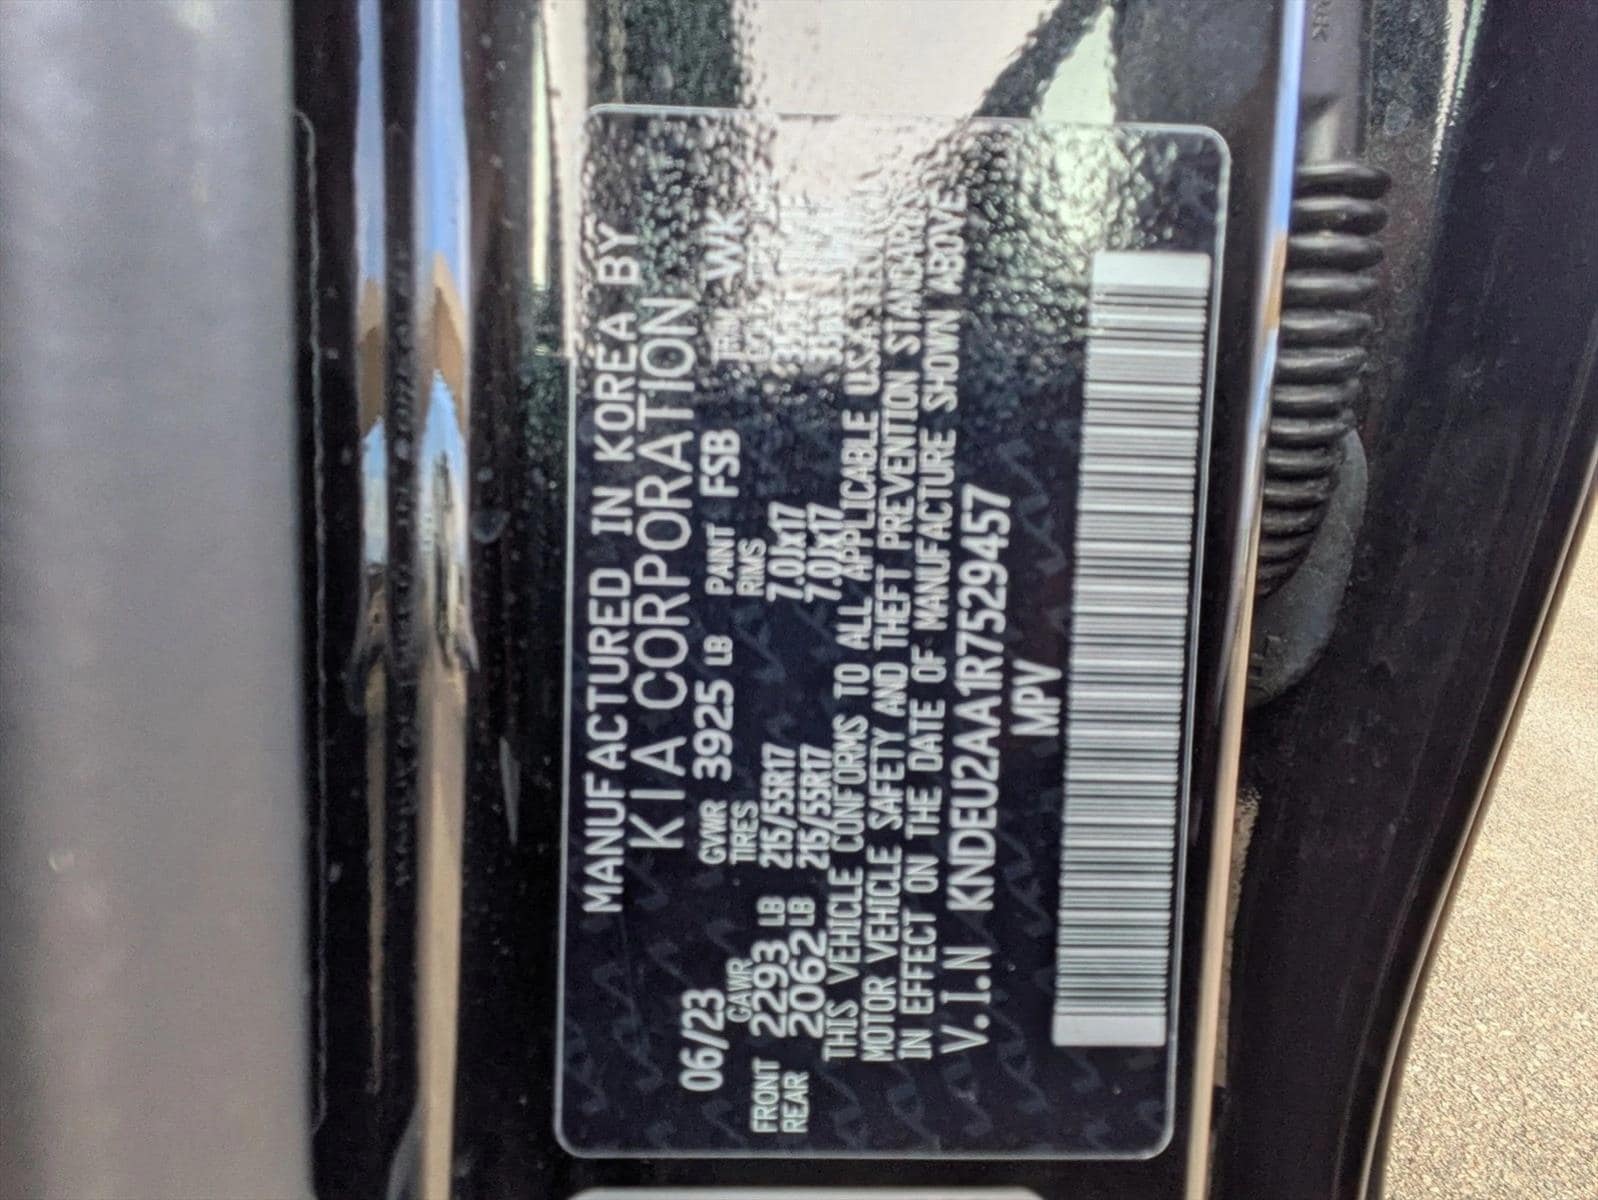 MANUFACTURED IN KOREA BY
KIA CORPORATION
06/23 GVWR 3925 LB PAINT FSB TRIM WK
GAWR TIRES RIMS
FRONT 2293 LB 215/55R17 7.0Jx17
REAR 2062 LB 215/55R17 7.0Jx17
THIS VEHICLE CONFORMS TO ALL APPLICABLE U.S.A.
MOTOR VEHICLE SAFETY AND THEFT PREVENTION STANDARDS
IN EFFECT ON THE DATE OF MANUFACTURE SHOWN ABOVE
V.I.N KNDEU2AA1R7529457
MPV